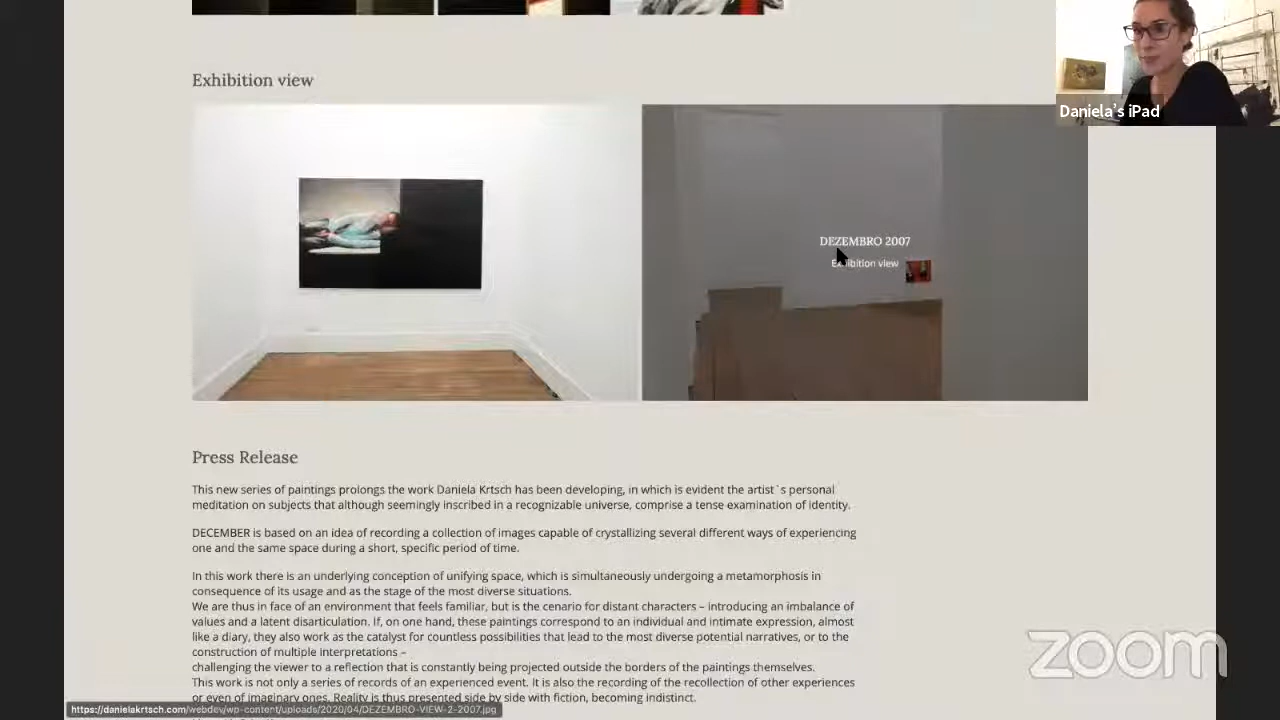 Daniela's iPad
Exhibition view
DEZEMBRO 2007
Exhibition view
Press Release
This new series of paintings prolongs the work Daniela Krtsch has been developing, in which is evident the artist`s personal
meditation on subjects that although seemingly inscribed in a recognizable universe, comprise a tense examination of identity.
DECEMBER is based on an idea of recording a collection of images capable of crystallizing several different ways of experiencing
one and the same space during a short, specific period of time.
In this work there is an underlying conception of unifying space, which is simultaneously undergoing a metamorphosis in
consequence of its usage and as the stage of the most diverse situations.
We are thus in face of an environment that feels familiar, but is the cenario for distant characters – introducing an imbalance of
values and a latent disarticulation. If, on one hand, these paintings correspond to an individual and intimate expression, almost
like a diary, they also work as the catalyst for countless possibilities that lead to the most diverse potential narratives, or to the
construction of multiple interpretations –
challenging the viewer to a reflection that is constantly being projected outside the borders of the paintings themselves.
This work is not only a series of records of an experienced event. It is also the recording of the recollection of other experiences
or even of imaginary ones. Reality is thus presented side by side with fiction, becoming indistinct.
https://danielakrtsch.com/webdev/wp-content/uploads/2020/04/DEZEMBRO-VIEW-2-2007.jpg
zoom